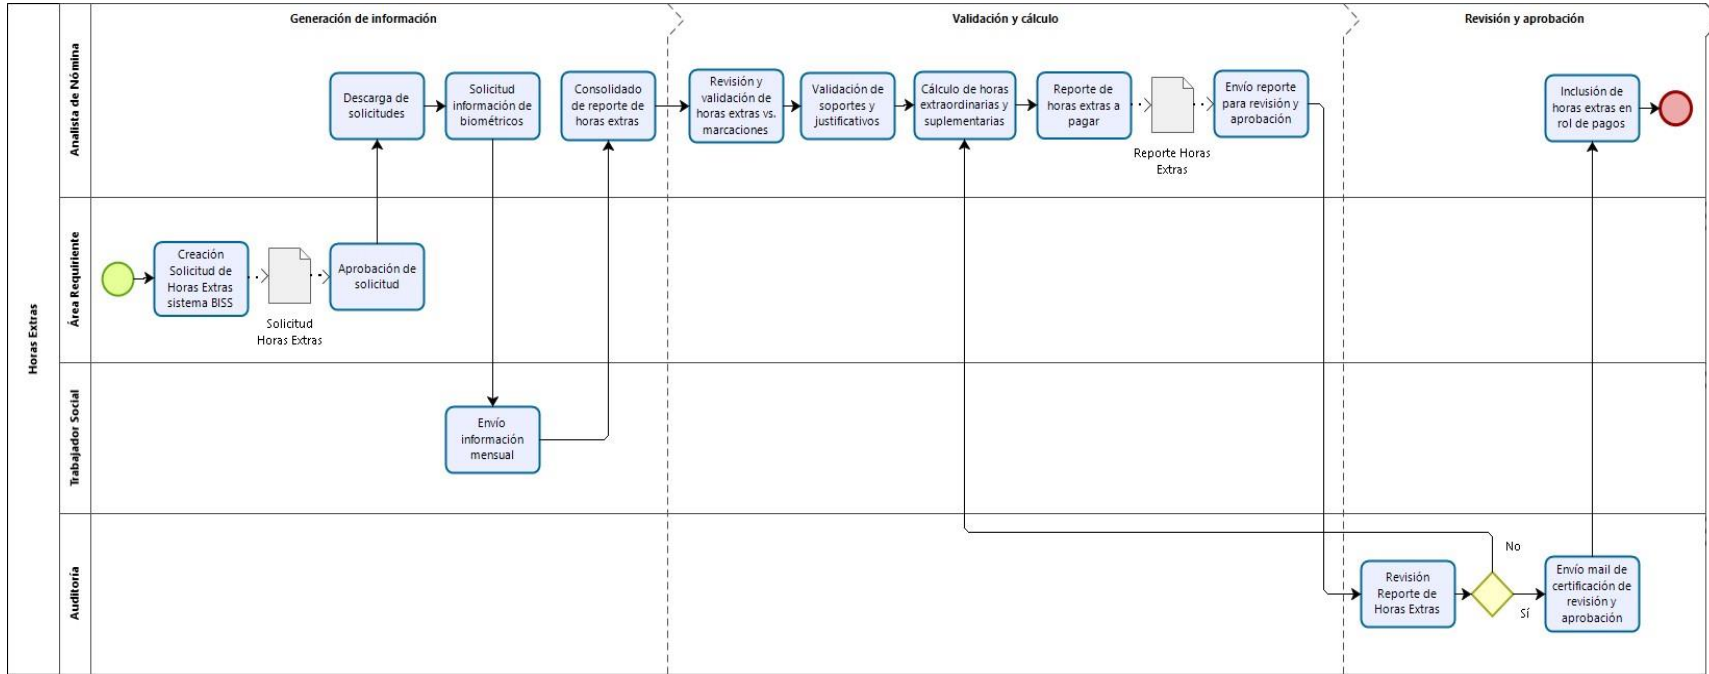 Generación de información
Validación y cálculo
Revisión y aprobación
Horas Extras
Analista de Nómina
Descarga de
solicitudes
Solicitud
información de
biométricos
Consolidado
de reporte de
horas extras
Revisión y
validación de
horas extras vs.
marcaciones
Validación de
soportes y
justificativos
Cálculo de horas
extraordinarias y
suplementarias
Reporte de
horas extras a
pagar
Reporte Horas
Extras
Envío reporte
para revisión y
aprobación
Inclusión de
horas extras en
rol de pagos
Área Requiriente
Creación
Solicitud de
Horas Extras
sistema BISS
Solicitud
Horas Extras
Aprobación de
solicitud
Trabajador Social
Envío
información
mensual
Auditoría
Revisión
Reporte de
Horas Extras
No
Sí
Envío mail de
certificación de
revisión y
aprobación